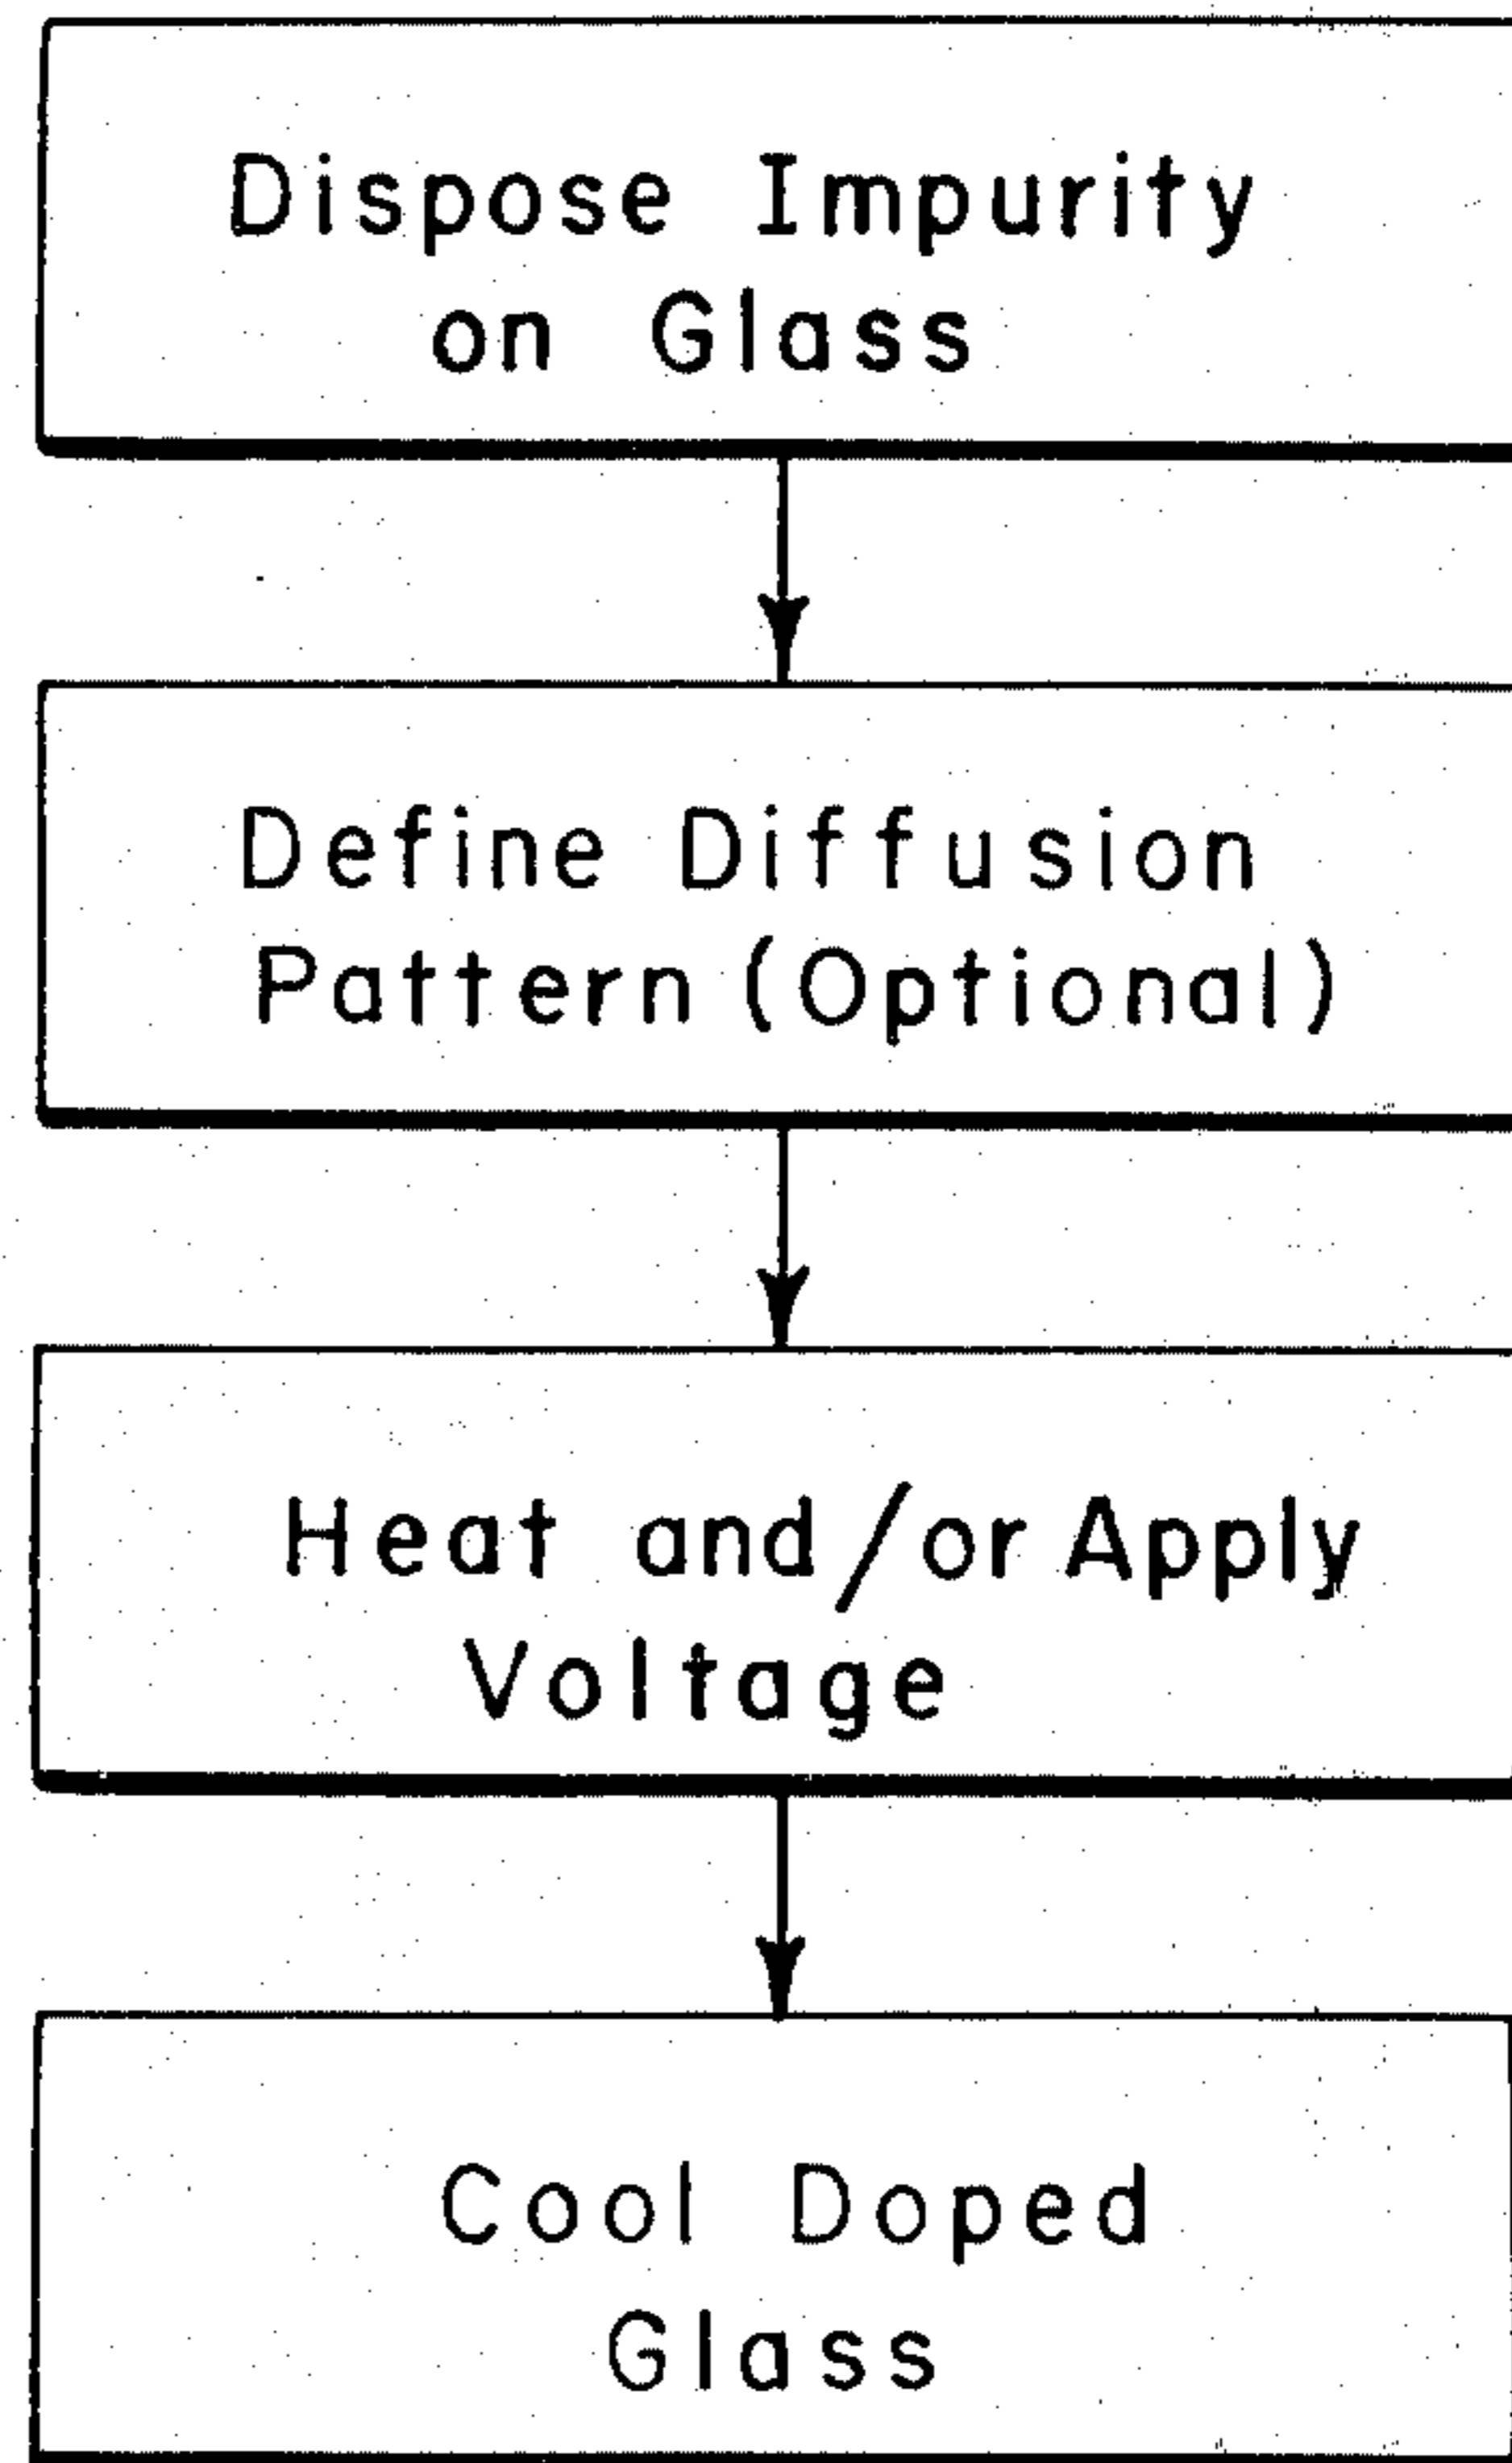 Dispose Impurity
on Glass
Define Diffusion
Pattern (Optional)
Heat and/or Apply
Voltage
Cool Doped
Glass